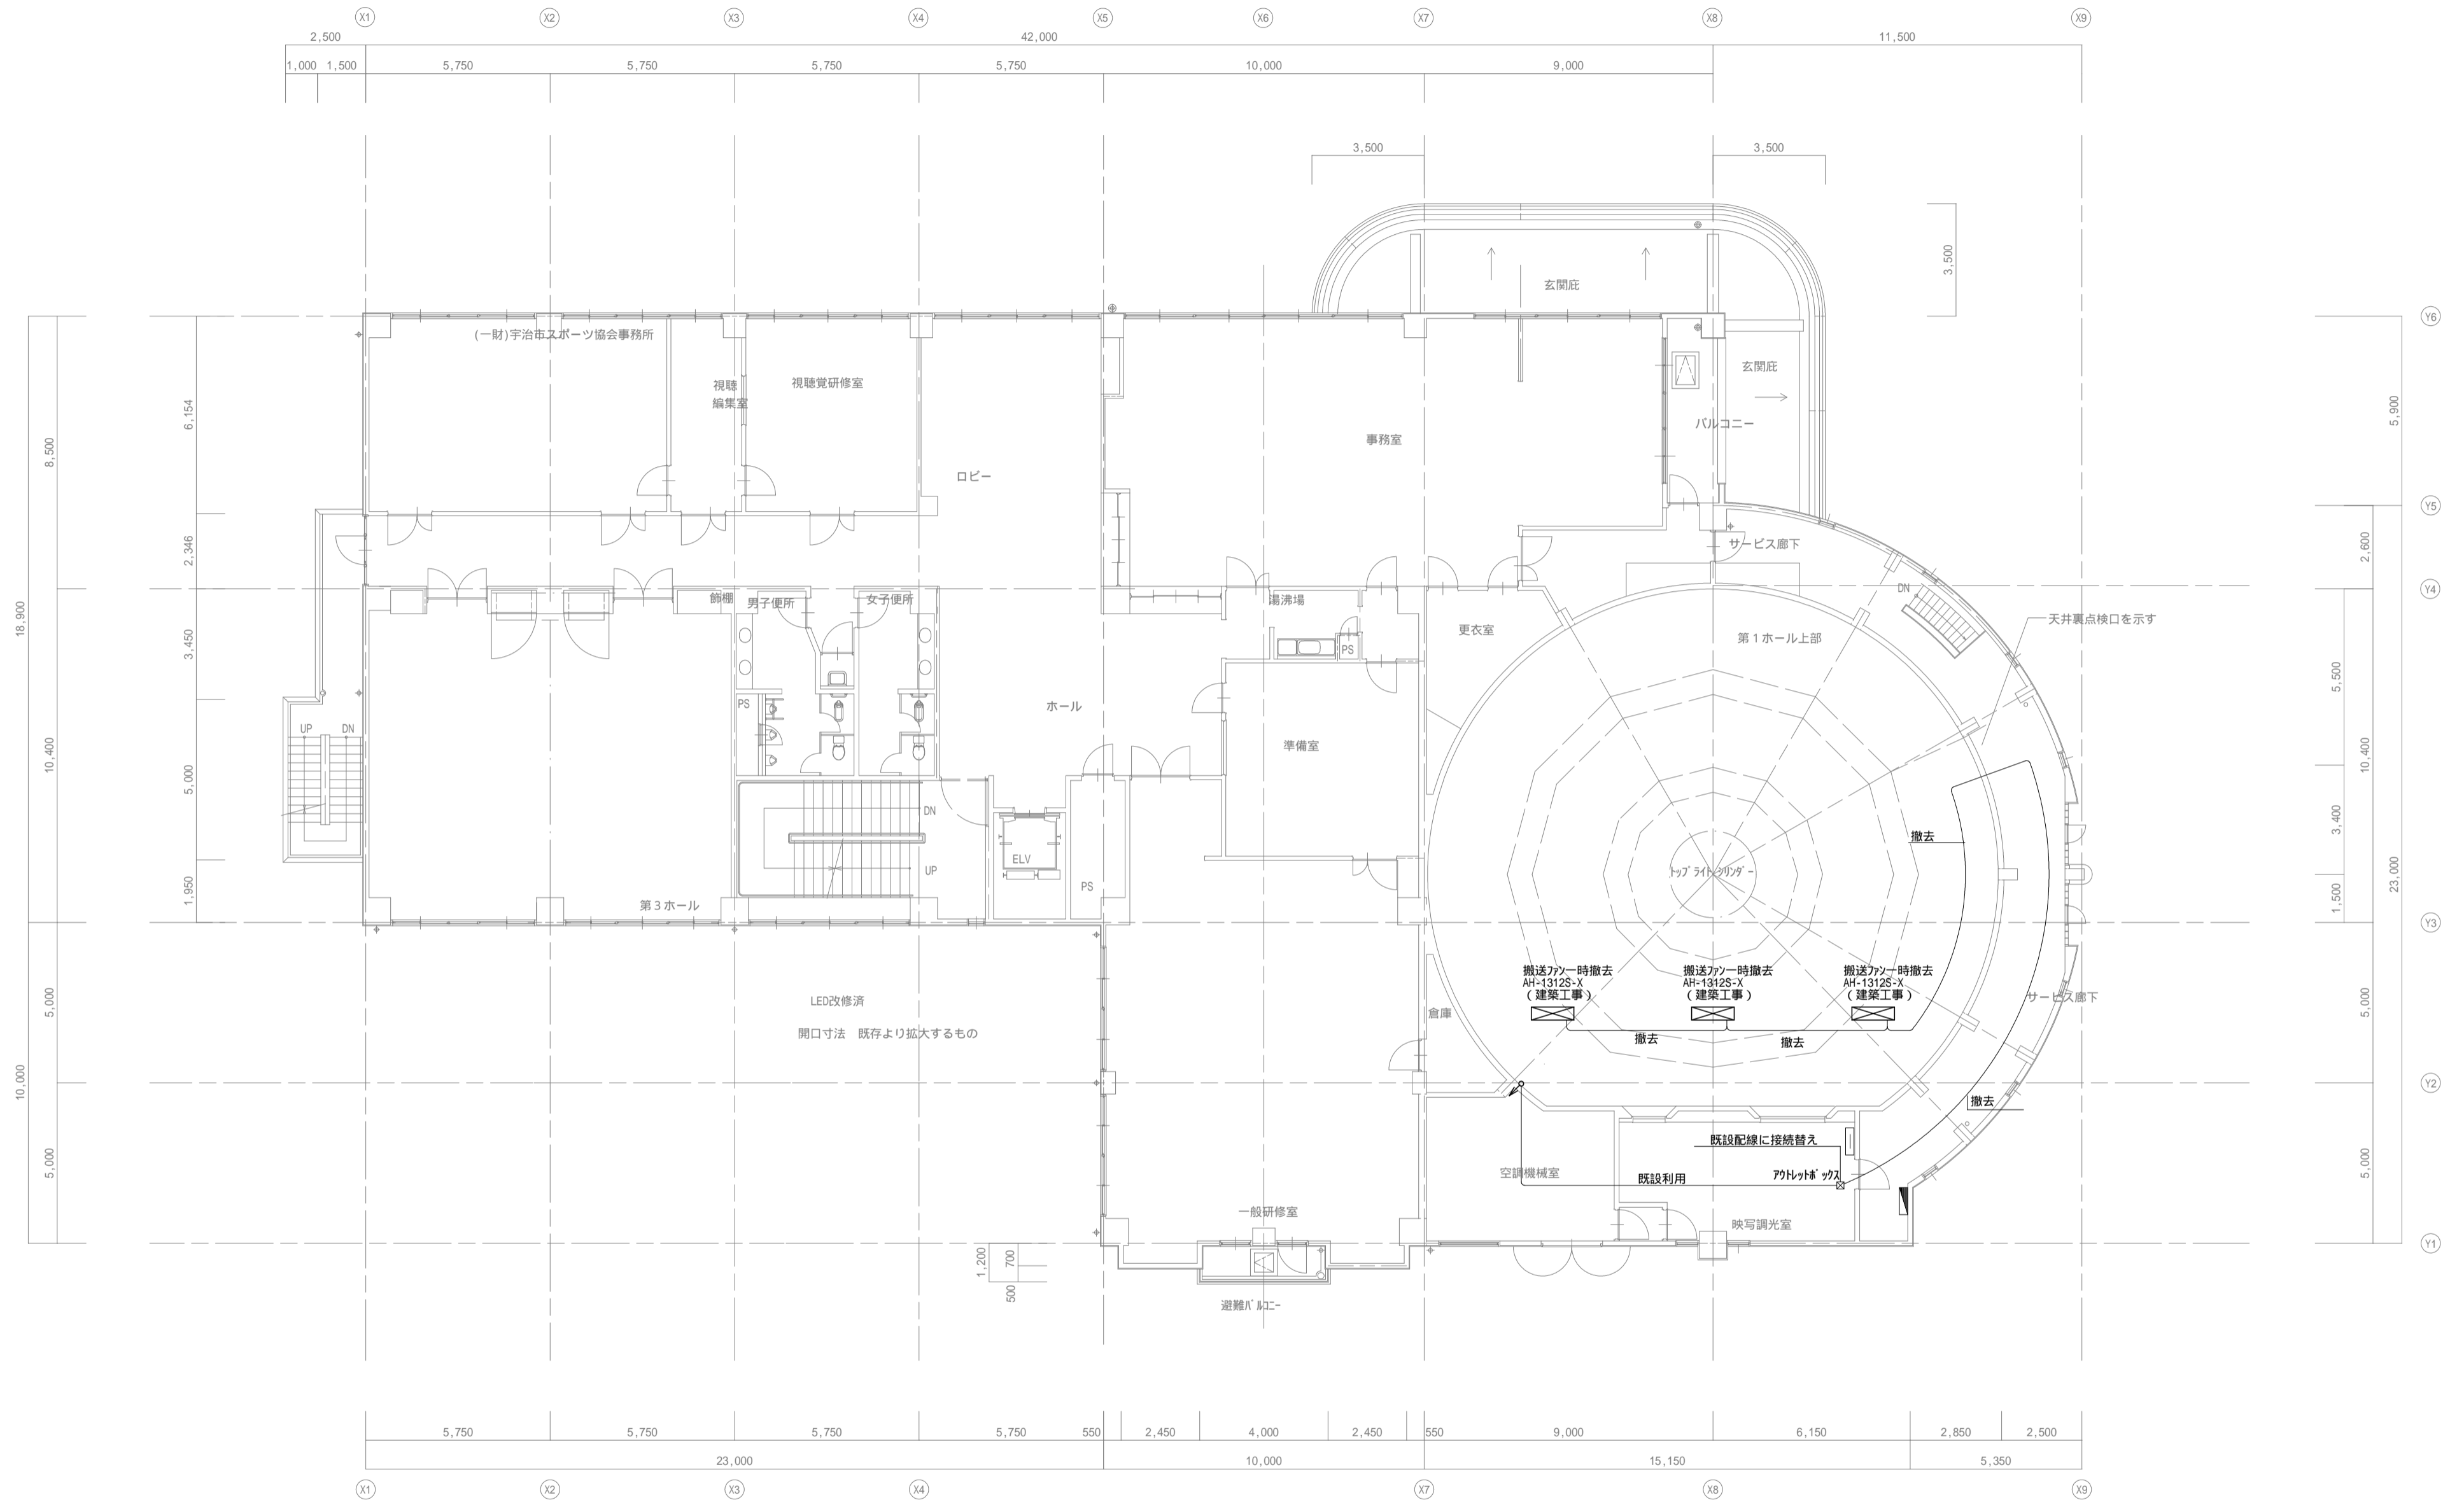 X1 X2 X3 X4 X5 X6 X7 X8 X9
2,500 42,000 11,500
1,000 1,500 5,750 5,750 5,750 5,750 10,000 9,000
3,500 3,500
3,500
玄関庇
Y6
(一財)宇治市スポーツ協会事務所
玄関庇
視聴
編集室
視聴覚研修室
6,154
5,900
バルコニー
事務室
8,500
ロビー
Y5
サービス廊下
2,346
2,600
Y4
DN
飾棚
男子便所
女子便所
湯沸場
更衣室
第1ホール上部
天井裏点検口を示す
18,900
3,450
PS
5,500
PS
ホール
UP DN
準備室
10,400
5,000
10,400
DN
3,400
撤去
ELV
UP
トップライトシリンダー
PS
23,000
1,950
1,500
第3ホール
Y3
搬送ファン一時撤去 搬送ファン一時撤去 搬送ファン一時撤去
AH-1312S-X AH-1312S-X AH-1312S-X
(建築工事) (建築工事) (建築工事)
LED改修済
サービス廊下
5,000
5,000
倉庫
開口寸法 既存より拡大するもの
撤去
撤去
10,000
Y2
撤去
既設配線に接続替え
5,000
5,000
空調機械室
既設利用
アウトレットボックス
一般研修室
映写調光室
Y1
1,200
700
500
避難バルコニー
5,750 5,750 5,750 5,750 550 2,450 4,000 2,450 550 9,000 6,150 2,850 2,500
23,000 10,000 15,150 5,350
X1 X2 X3 X4 X7 X8 X9